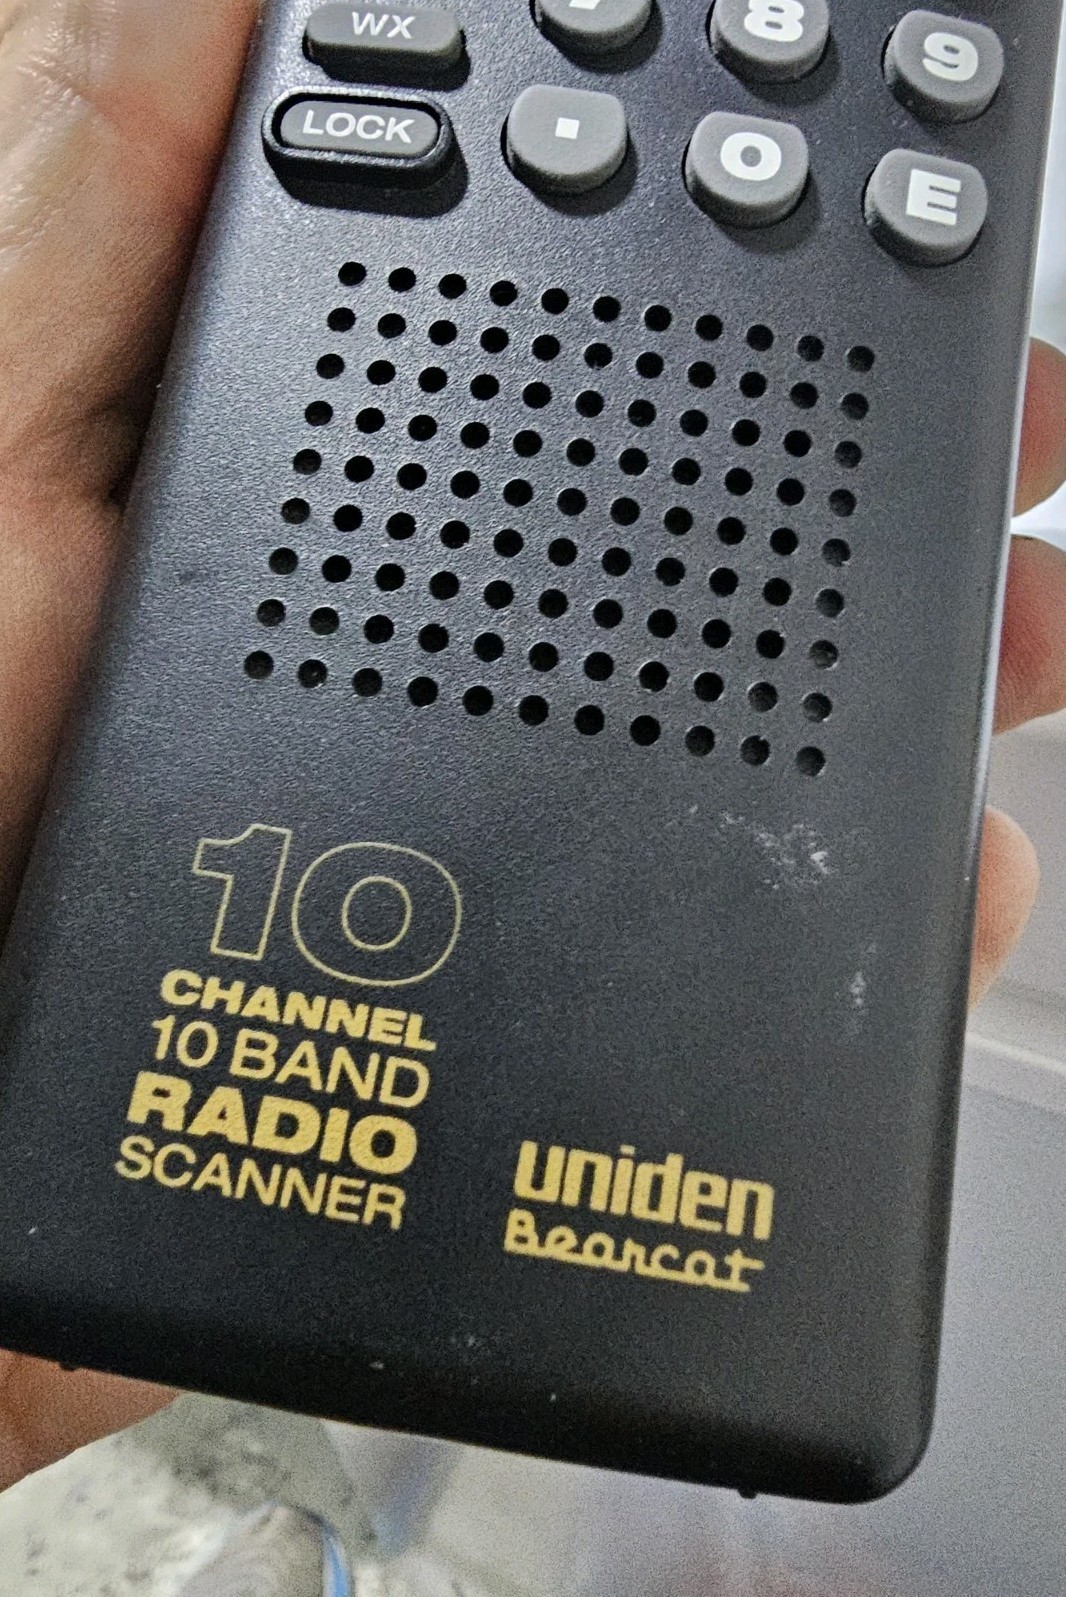 WX 7 8 9
LOCK . 0 E
10
CHANNEL
10 BAND
RADIO
SCANNER
uniden
Bearcat